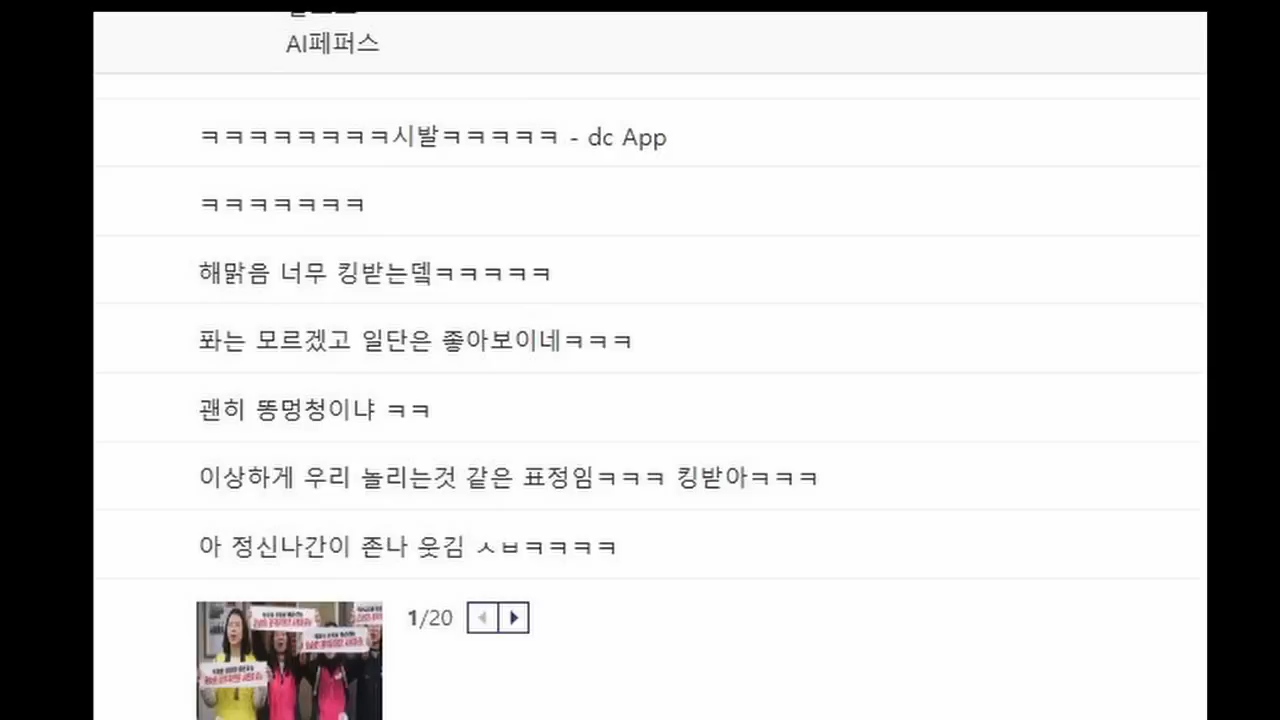 AI페퍼스
ㅋㅋㅋㅋㅋㅋㅋㅋ시발ㅋㅋㅋㅋㅋ - dc App
ㅋㅋㅋㅋㅋㅋㅋ
해맑음 너무 킹받는뎈ㅋㅋㅋㅋㅋ
퐈는 모르겠고 일단은 좋아보이네ㅋㅋㅋ
괜히 똥멍청이냐 ㅋㅋ
이상하게 우리 놀리는것 같은 표정임ㅋㅋㅋ 킹받아ㅋㅋㅋ
아 정신나간이 존나 웃김 ㅅㅂㅋㅋㅋㅋ
1/20